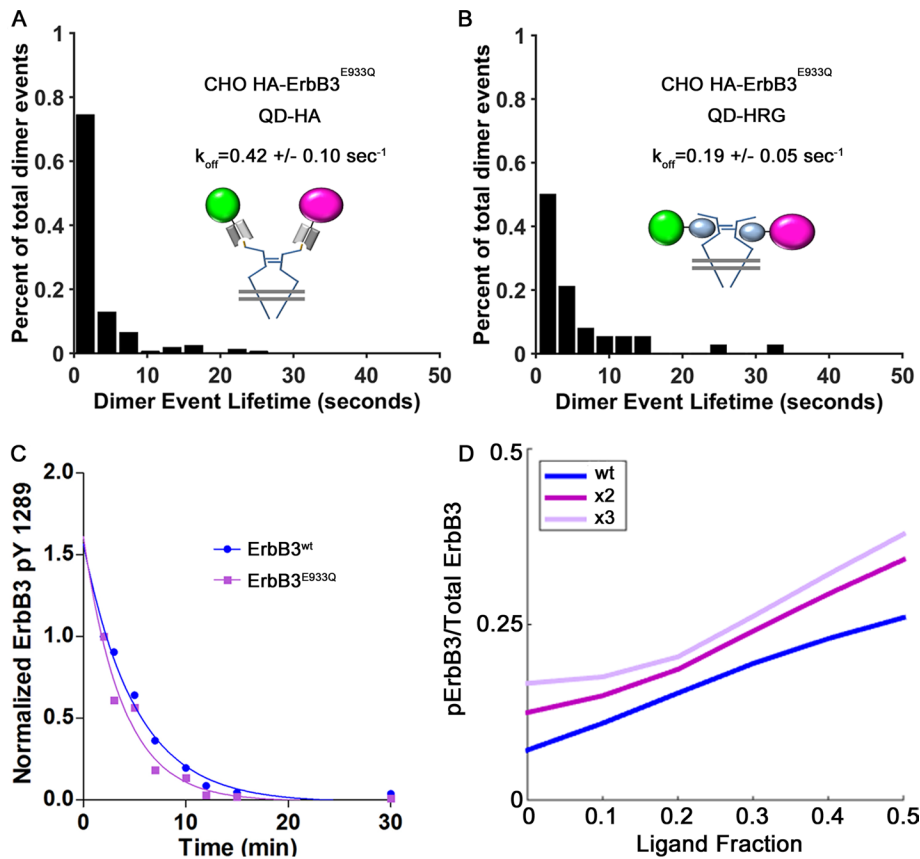 A
CHO HA-ErbB3E933Q
QD-HA
koff=0.42 +/- 0.10 sec-1
Percent of total dimer events
1
0.8
0.6
0.4
0.2
0
0 10 20 30 40 50
Dimer Event Lifetime (seconds)
B
CHO HA-ErbB3E933Q
QD-HRG
koff=0.19 +/- 0.05 sec-1
Percent of total dimer events
1
0.8
0.6
0.4
0.2
0
0 10 20 30 40 50
Dimer Event Lifetime (seconds)
C
Normalized ErbB3 pY 1289
2.0
1.5
1.0
0.5
0.0
ErbB3wt
ErbB3E933Q
0 10 20 30
Time (min)
D
pErbB3/Total ErbB3
0.5
0.25
0
wt
x2
x3
0 0.1 0.2 0.3 0.4 0.5
Ligand Fraction